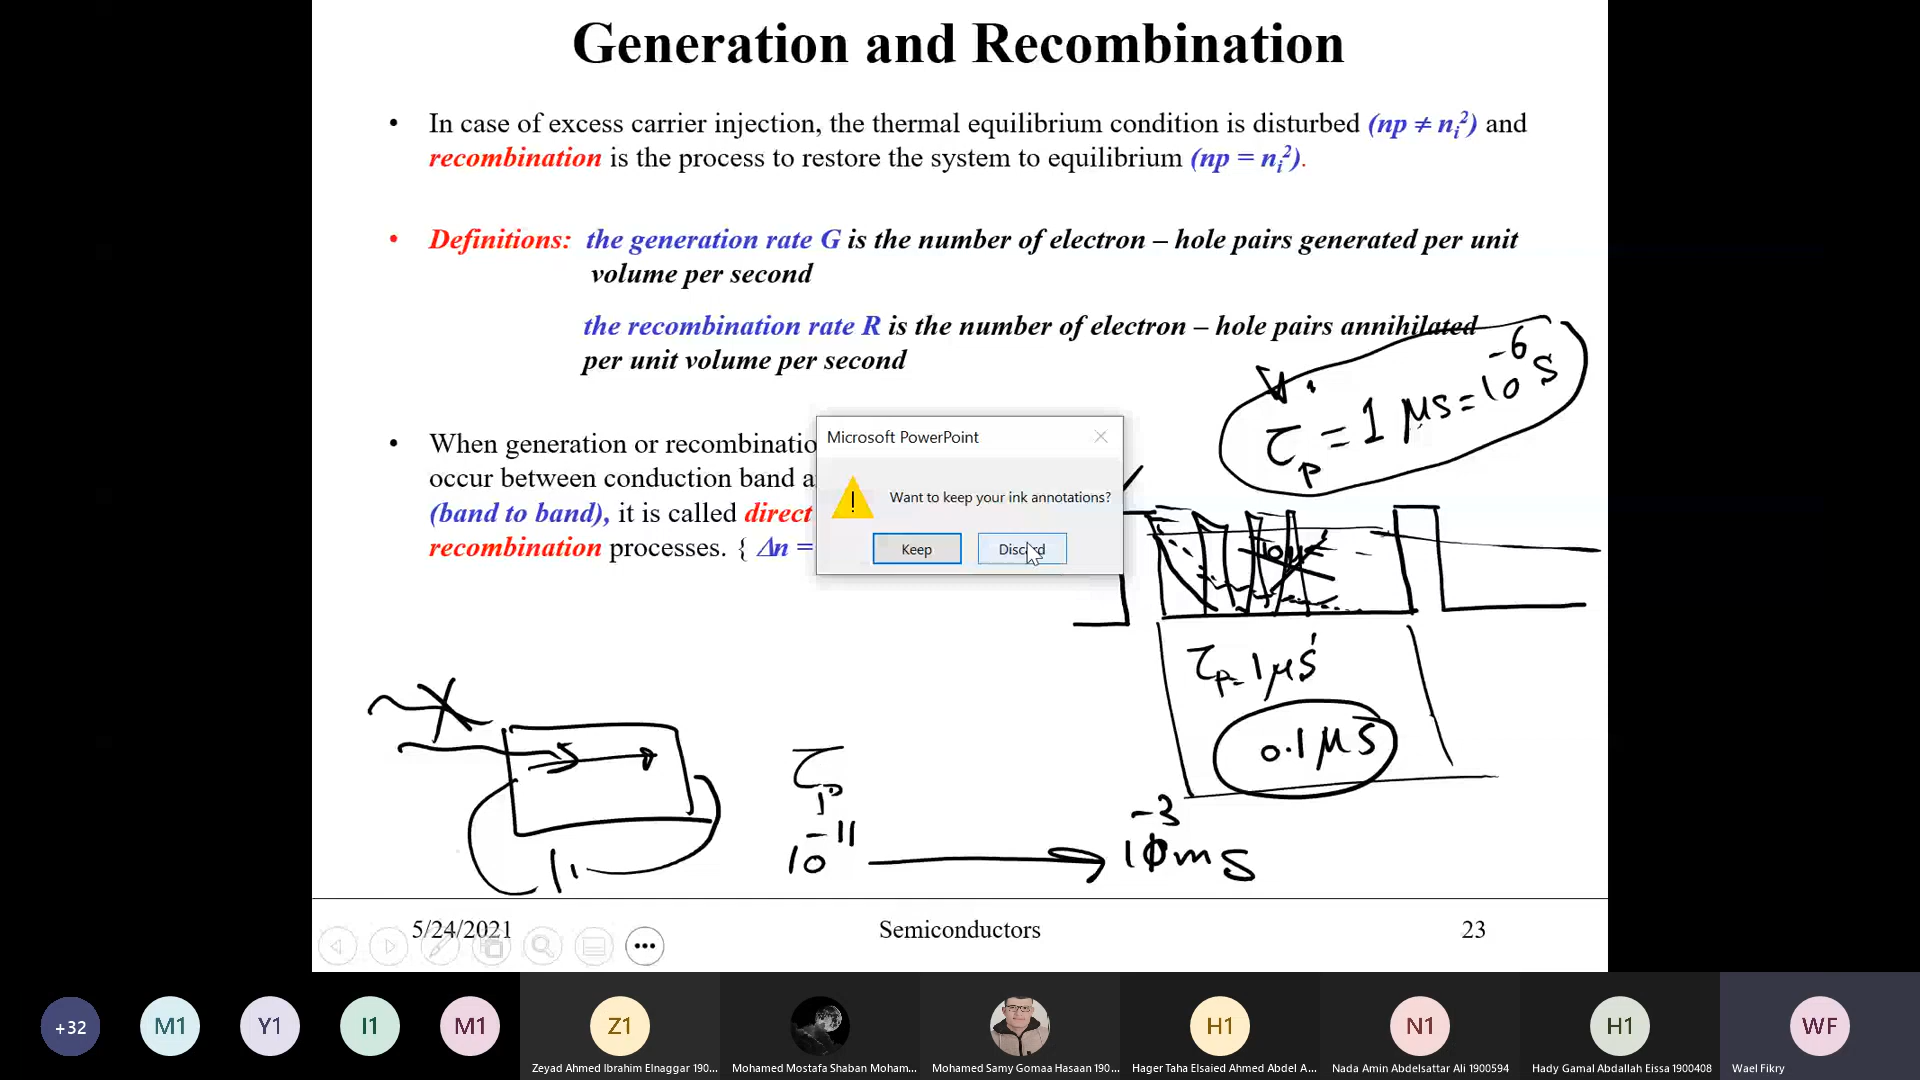 Generation and Recombination
• In case of excess carrier injection, the thermal equilibrium condition is disturbed (np ≠ nᵢ²) and
recombination is the process to restore the system to equilibrium (np = nᵢ²).
• Definitions: the generation rate G is the number of electron – hole pairs generated per unit
volume per second
the recombination rate R is the number of electron – hole pairs annihilated
per unit volume per second
τp = 1 μs = 10⁻⁶ s
• When generation or recombinatio
occur between conduction band a
(band to band), it is called direct
recombination processes. { Δn =
Microsoft PowerPoint
Want to keep your ink annotations?
Keep
Discard
τp = 1 μs
0.1 μs
τp
10⁻¹¹
-3
10 ms
5/24/2021
Semiconductors
23
+32
M1
Y1
I1
M1
Z1
H1
N1
H1
WF
Zeyad Ahmed Ibrahim Elnaggar 190...
Mohamed Mostafa Shaban Moham...
Mohamed Samy Gomaa Hasaan 190...
Hager Taha Elsaied Ahmed Abdel A...
Nada Amin Abdelsattar Ali 1900594
Hady Gamal Abdallah Eissa 1900408
Wael Fikry